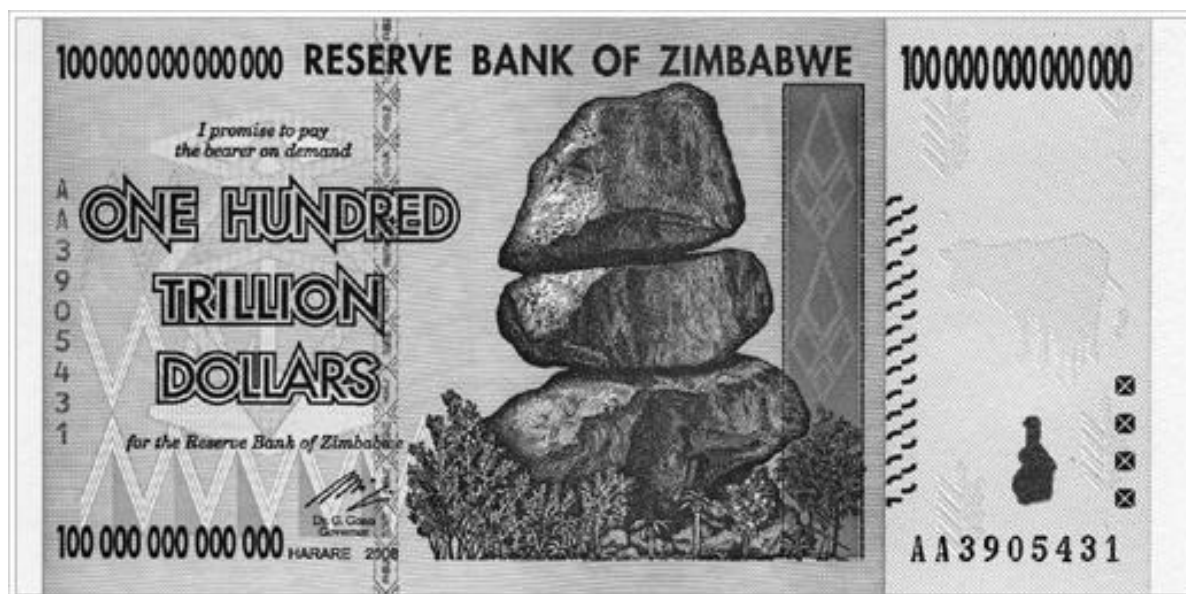 100 000 000 000 000 RESERVE BANK OF ZIMBABWE 100 000 000 000 000
I promise to pay
the bearer on demand
ONE HUNDRED
TRILLION
DOLLARS
AA3905431
for the Reserve Bank of Zimbabwe
Dr. G. Gono
Governor
100 000 000 000 000 HARARE 2008
AA3905431